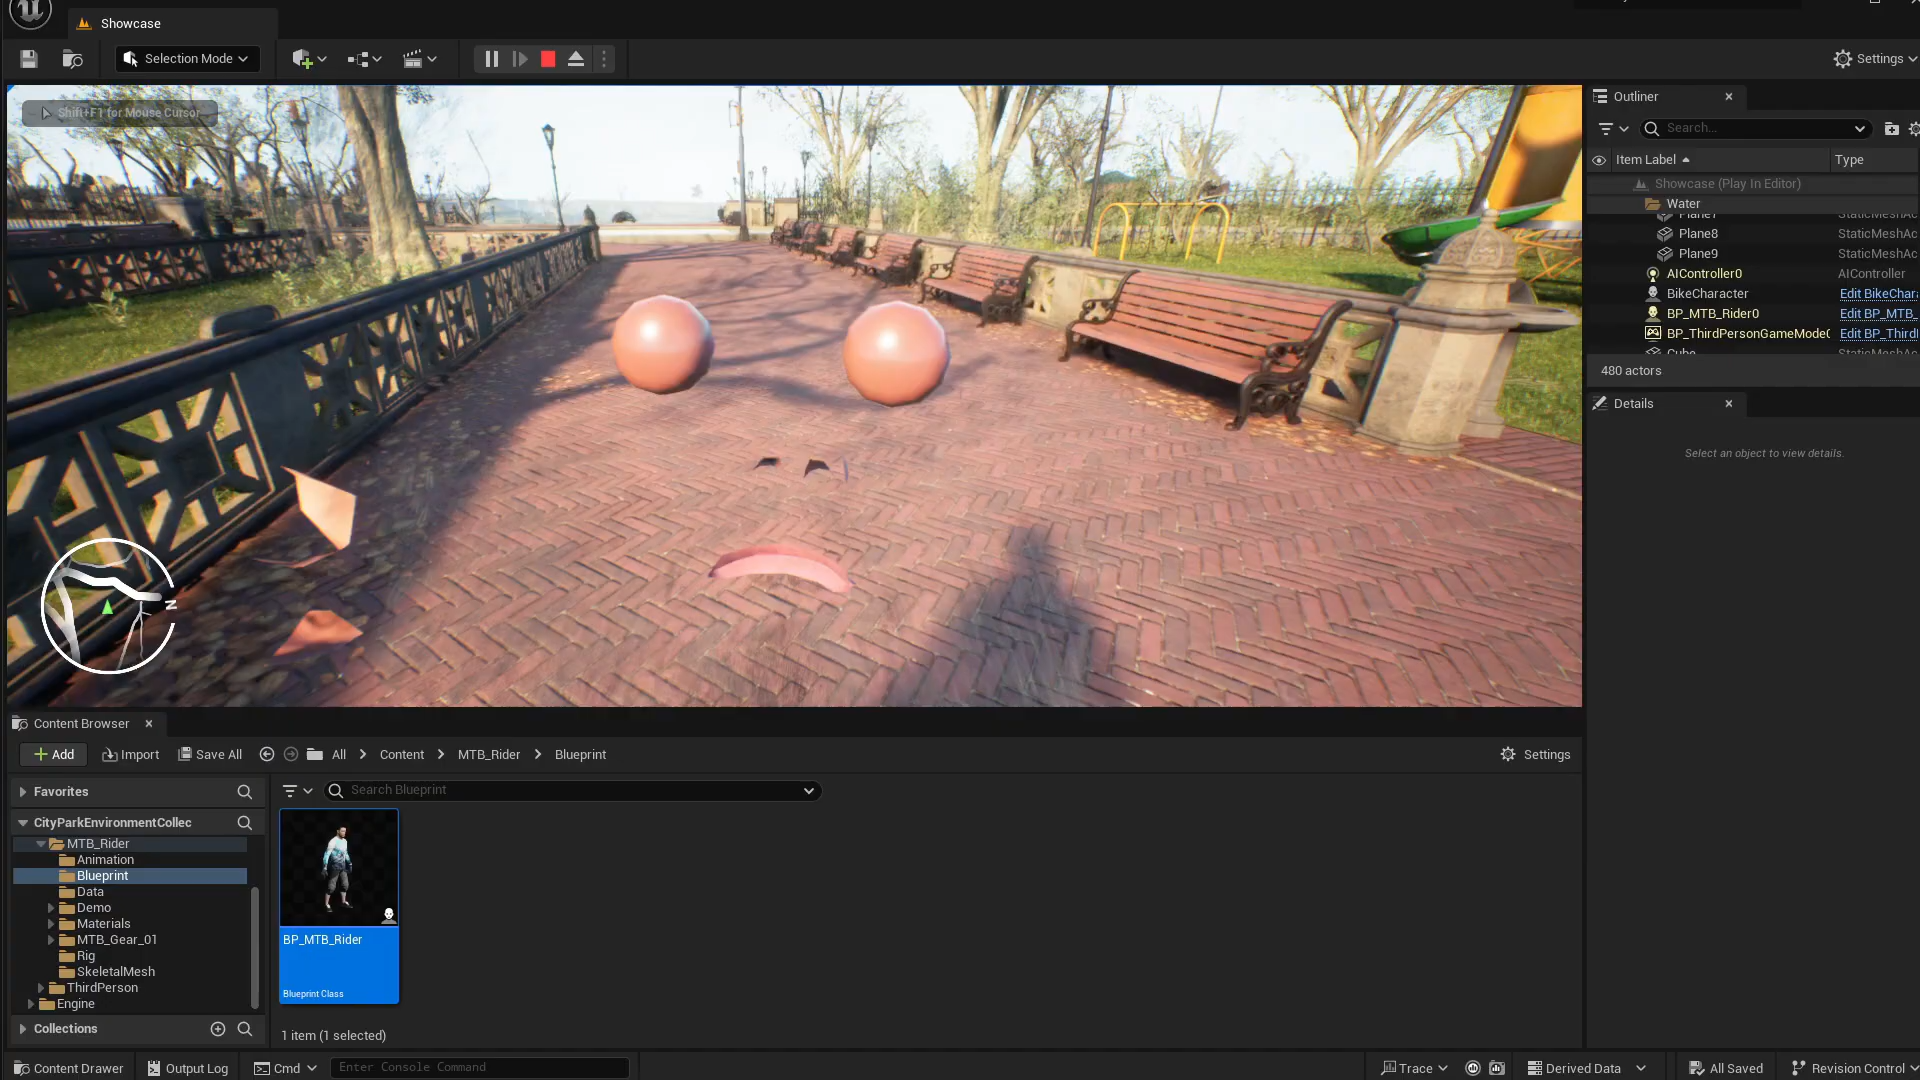 Showcase
Selection Mode
Settings
Shift+F1 for Mouse Cursor
N
Outliner
Search...
Item Label
Type
Showcase (Play In Editor)
Water
Plane8
StaticMeshAc
Plane9
StaticMeshAc
AIController0
AIController
BikeCharacter
Edit BikeChar
BP_MTB_Rider0
Edit BP_MTB_
BP_ThirdPersonGameMode0
Edit BP_Third
Cube
StaticMeshAc
480 actors
Details
Select an object to view details.
Content Browser
Add
Import
Save All
All
Content
MTB_Rider
Blueprint
Settings
Favorites
Search Blueprint
CityParkEnvironmentCollec
MTB_Rider
Animation
Blueprint
Data
Demo
Materials
MTB_Gear_01
Rig
SkeletalMesh
ThirdPerson
Engine
Collections
BP_MTB_Rider
Blueprint Class
1 item (1 selected)
Content Drawer
Output Log
Cmd
Enter Console Command
Trace
Derived Data
All Saved
Revision Control